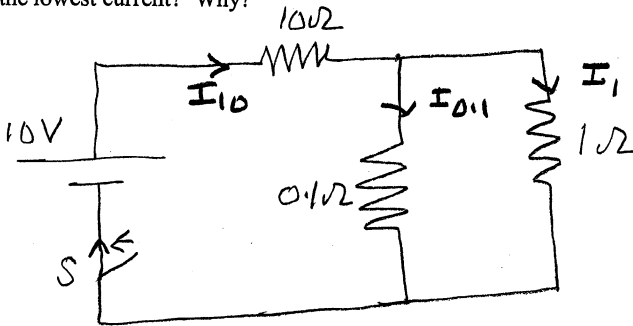 the lowest current? Why?
10Ω
I10
I0.1
I1
10V
1Ω
0.1Ω
S